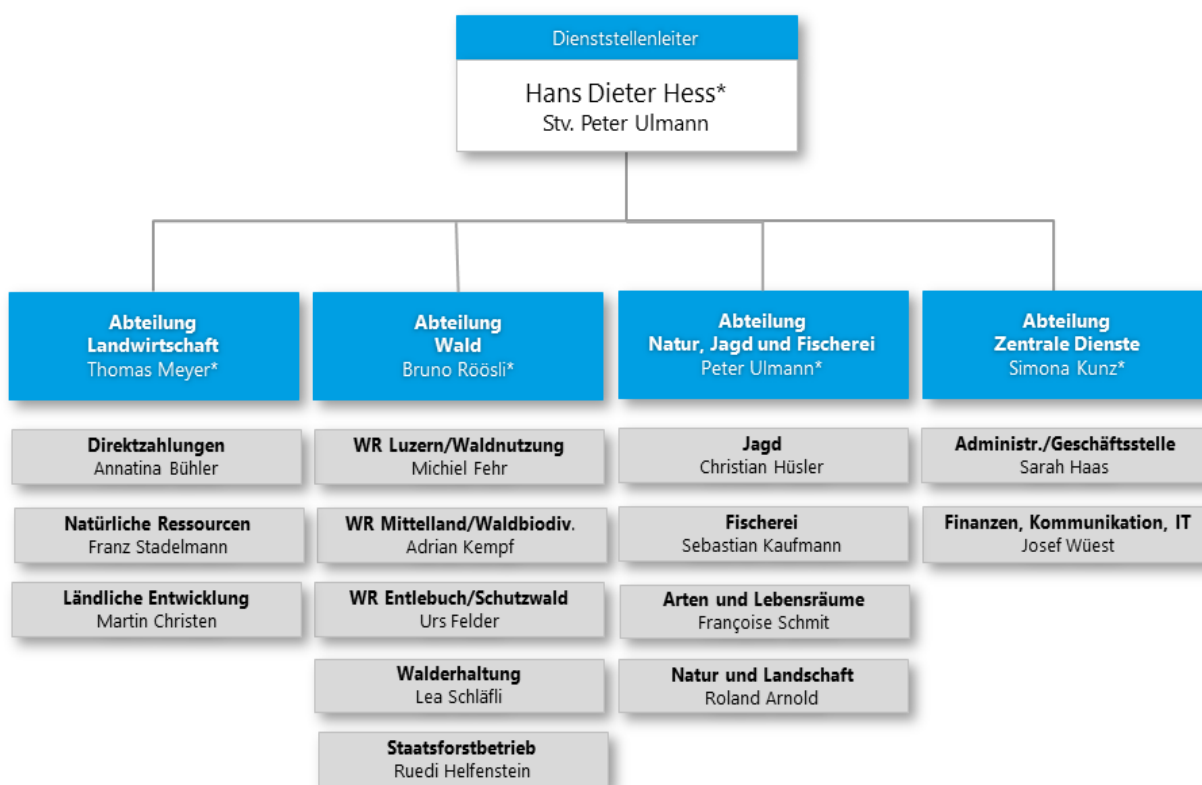 Dienststellenleiter
Hans Dieter Hess*
Stv. Peter Ulmann
Abteilung
Landwirtschaft
Thomas Meyer*
Direktzahlungen
Annatina Bühler
Natürliche Ressourcen
Franz Stadelmann
Ländliche Entwicklung
Martin Christen
Abteilung
Wald
Bruno Röösli*
WR Luzern/Waldnutzung
Michiel Fehr
WR Mittelland/Waldbiodiv.
Adrian Kempf
WR Entlebuch/Schutzwald
Urs Felder
Walderhaltung
Lea Schläfli
Staatsforstbetrieb
Ruedi Helfenstein
Abteilung
Natur, Jagd und Fischerei
Peter Ulmann*
Jagd
Christian Hüsler
Fischerei
Sebastian Kaufmann
Arten und Lebensräume
Françoise Schmit
Natur und Landschaft
Roland Arnold
Abteilung
Zentrale Dienste
Simona Kunz*
Administr./Geschäftsstelle
Sarah Haas
Finanzen, Kommunikation, IT
Josef Wüest